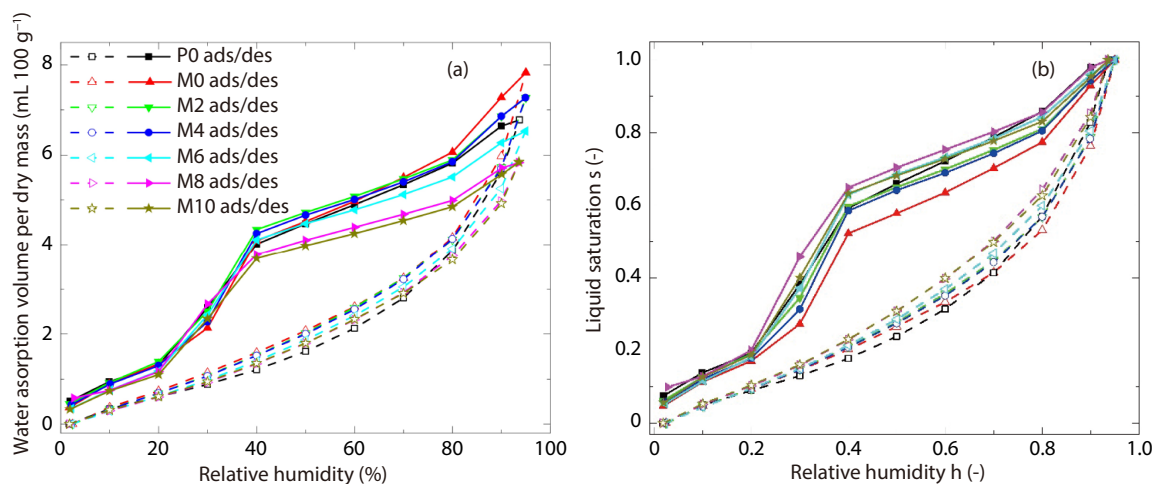 Water asorption volume per dry mass (mL 100 g⁻¹)
8
6
4
2
0
P0 ads/des
M0 ads/des
M2 ads/des
M4 ads/des
M6 ads/des
M8 ads/des
M10 ads/des
(a)
0 20 40 60 80 100
Relative humidity (%)
Liquid saturation s (-)
1.0
0.8
0.6
0.4
0.2
0
(b)
0 0.2 0.4 0.6 0.8 1.0
Relative humidity h (-)